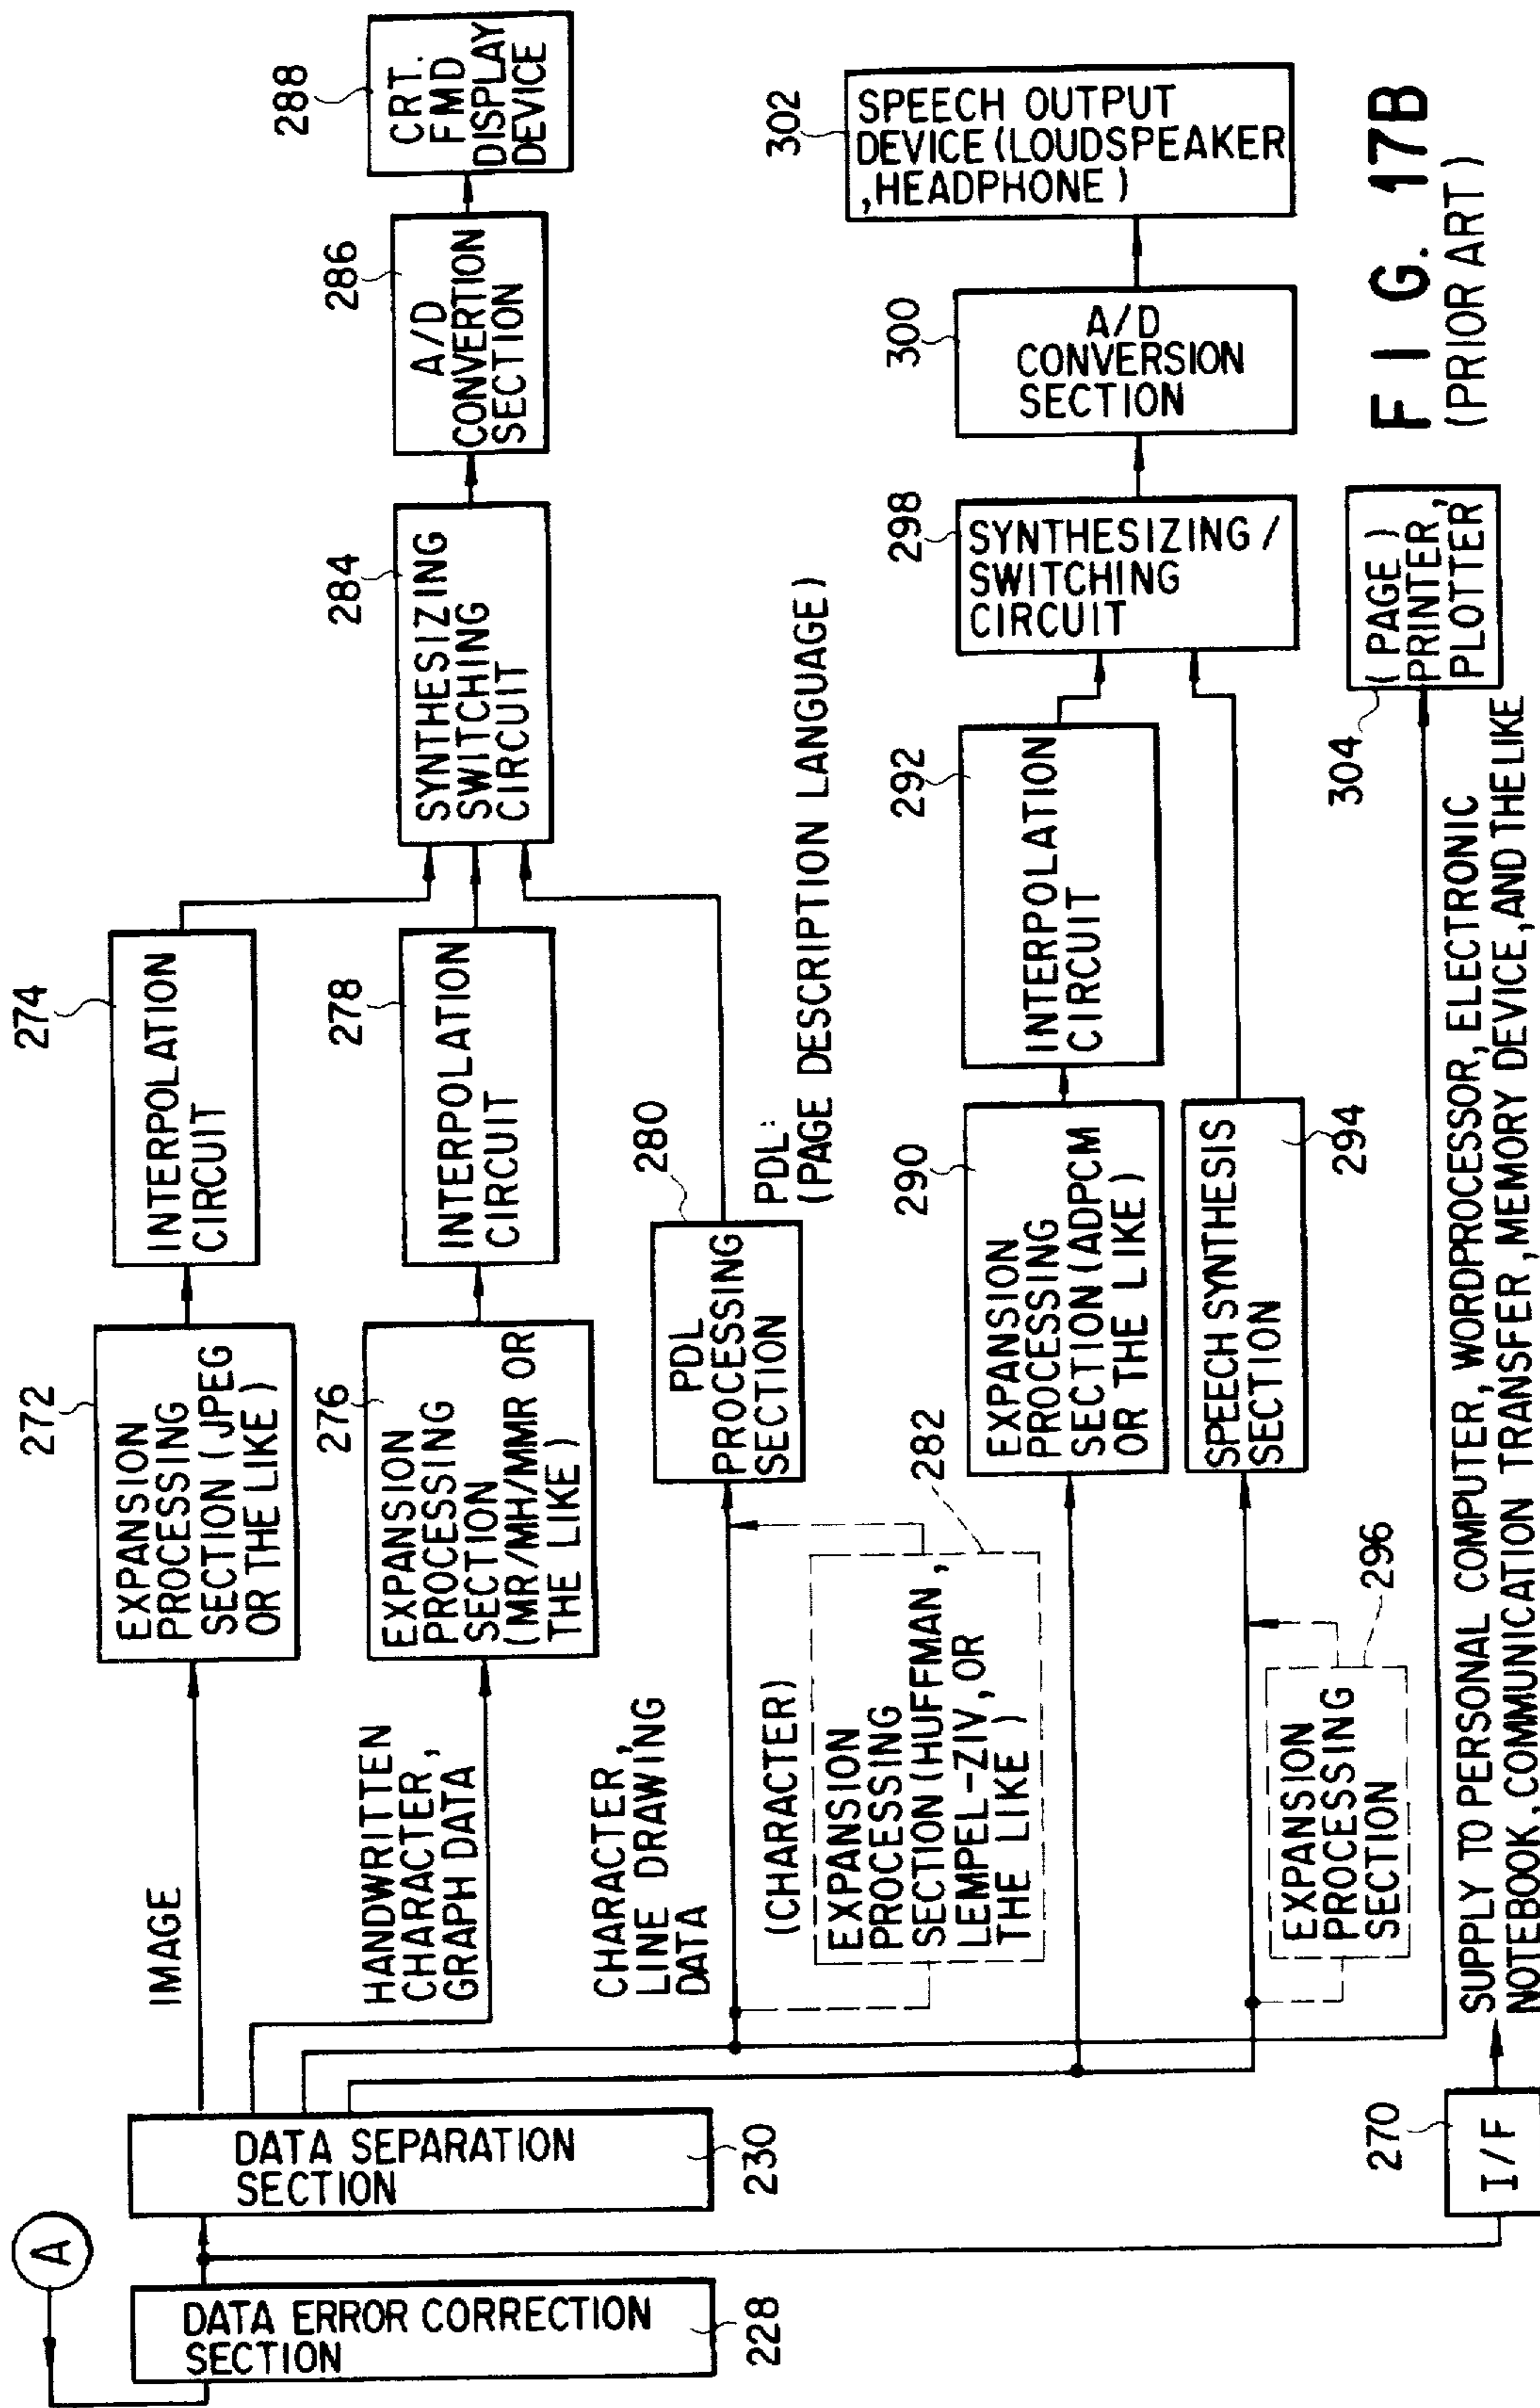 A
DATA ERROR CORRECTION
SECTION
228
DATA SEPARATION
SECTION
230
IMAGE
HANDWRITTEN
CHARACTER,
GRAPH DATA
CHARACTER,
LINE DRAWING
DATA
272
EXPANSION
PROCESSING
SECTION (JPEG
OR THE LIKE)
274
INTERPOLATION
CIRCUIT
276
EXPANSION
PROCESSING
SECTION
(MR/MH/MMR OR
THE LIKE)
278
INTERPOLATION
CIRCUIT
280
PDL
PROCESSING
SECTION
PDL:
(PAGE DESCRIPTION LANGUAGE)
(CHARACTER)
EXPANSION
PROCESSING
SECTION (HUFFMAN,
LEMPEL-ZIV, OR
THE LIKE)
282
284
SYNTHESIZING
SWITCHING
CIRCUIT
286
A/D
CONVERTION
SECTION
288
CRT.
FMD
DISPLAY
DEVICE
290
EXPANSION
PROCESSING
SECTION (ADPCM
OR THE LIKE)
292
INTERPOLATION
CIRCUIT
SPEECH SYNTHESIS
SECTION
294
EXPANSION
PROCESSING
SECTION
296
298
SYNTHESIZING/
SWITCHING
CIRCUIT
300
A/D
CONVERSION
SECTION
302
SPEECH OUTPUT
DEVICE (LOUDSPEAKER
,HEADPHONE)
304
(PAGE)
PRINTER,
PLOTTER
270
I/F
SUPPLY TO PERSONAL COMPUTER, WORDPROCESSOR, ELECTRONIC
NOTEBOOK, COMMUNICATION TRANSFER, MEMORY DEVICE, AND THE LIKE
FIG. 17B
(PRIOR ART)